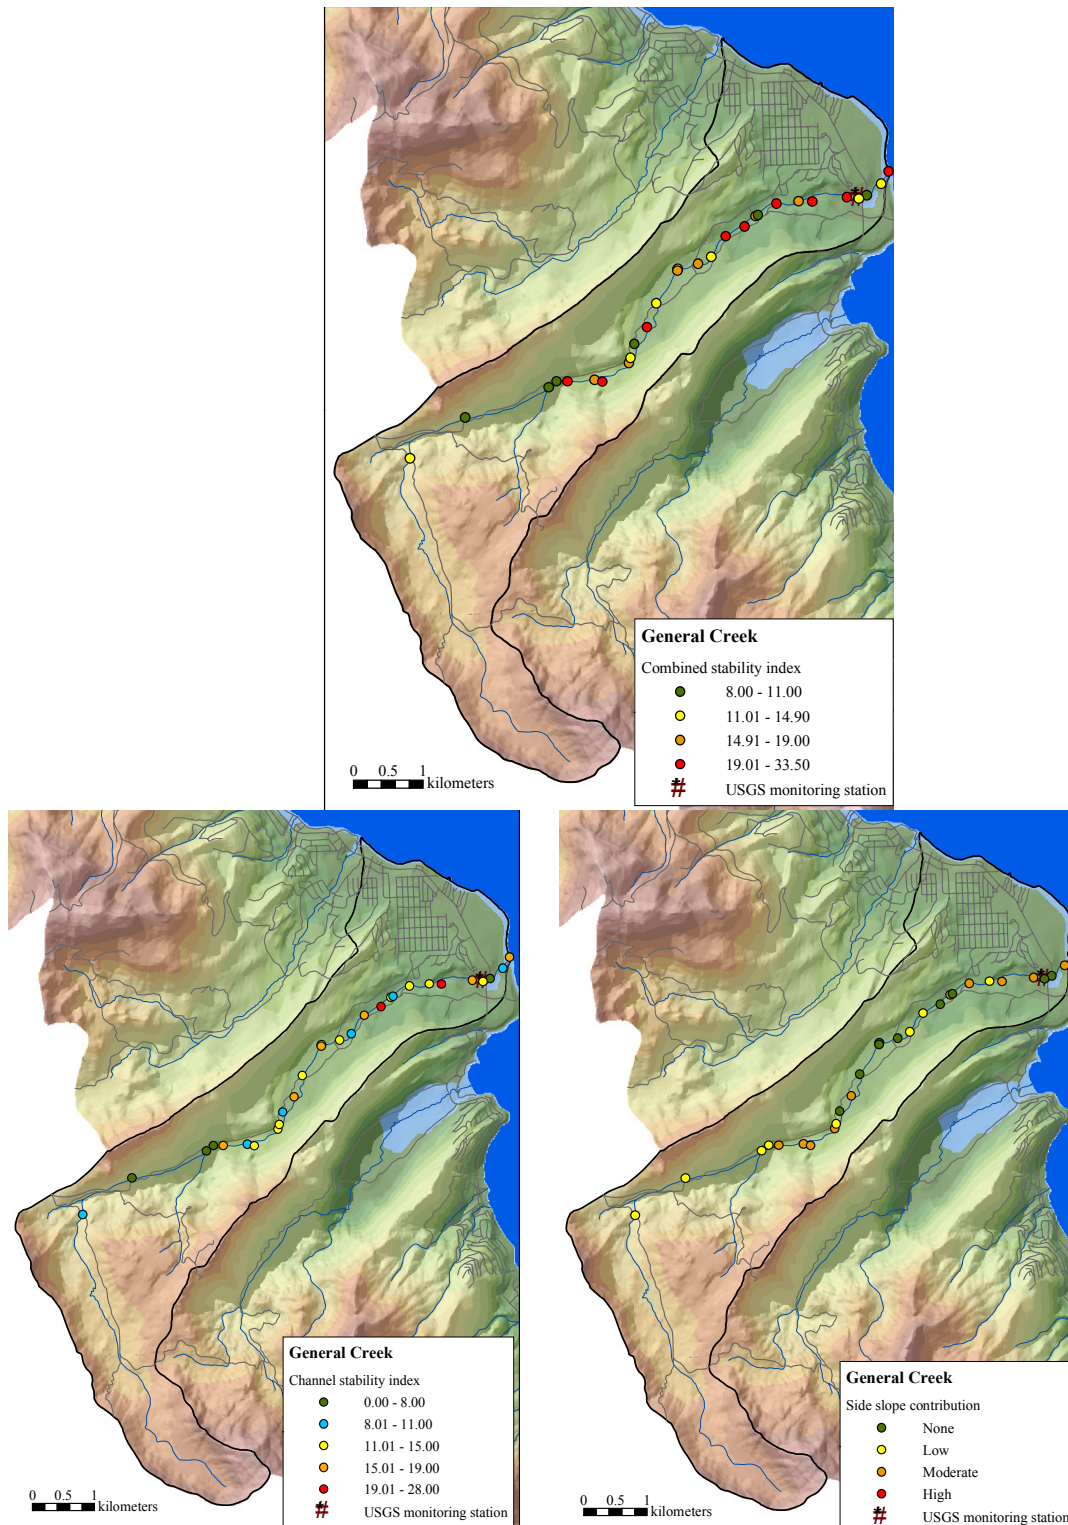 General Creek
Combined stability index
8.00 - 11.00
11.01 - 14.90
14.91 - 19.00
19.01 - 33.50
USGS monitoring station
0 0.5 1
kilometers
General Creek
Channel stability index
0.00 - 8.00
8.01 - 11.00
11.01 - 15.00
15.01 - 19.00
19.01 - 28.00
USGS monitoring station
0 0.5 1
kilometers
General Creek
Side slope contribution
None
Low
Moderate
High
USGS monitoring station
0 0.5 1
kilometers